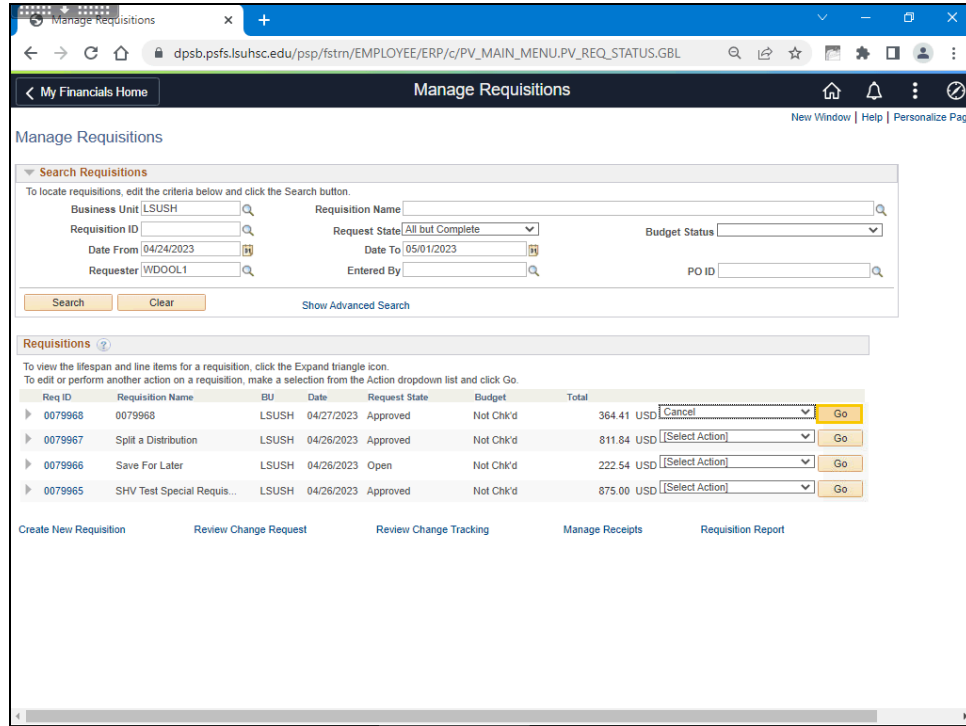 Manage Requisitions
dpsb.psfs.lsuhsc.edu/psp/fstrn/EMPLOYEE/ERP/c/PV_MAIN_MENU.PV_REQ_STATUS.GBL
My Financials Home Manage Requisitions
New Window | Help | Personalize Pag
Manage Requisitions
Search Requisitions
To locate requisitions, edit the criteria below and click the Search button.
Business Unit LSUSH Requisition Name
Requisition ID Request State All but Complete Budget Status
Date From 04/24/2023 Date To 05/01/2023
Requester WDOOL1 Entered By PO ID
Search Clear Show Advanced Search
Requisitions ?
To view the lifespan and line items for a requisition, click the Expand triangle icon.
To edit or perform another action on a requisition, make a selection from the Action dropdown list and click Go.
Req ID Requisition Name BU Date Request State Budget Total
0079968 0079968 LSUSH 04/27/2023 Approved Not Chk'd 364.41 USD Cancel Go
0079967 Split a Distribution LSUSH 04/26/2023 Approved Not Chk'd 811.84 USD [Select Action] Go
0079966 Save For Later LSUSH 04/26/2023 Open Not Chk'd 222.54 USD [Select Action] Go
0079965 SHV Test Special Requis... LSUSH 04/26/2023 Approved Not Chk'd 875.00 USD [Select Action] Go
Create New Requisition Review Change Request Review Change Tracking Manage Receipts Requisition Report